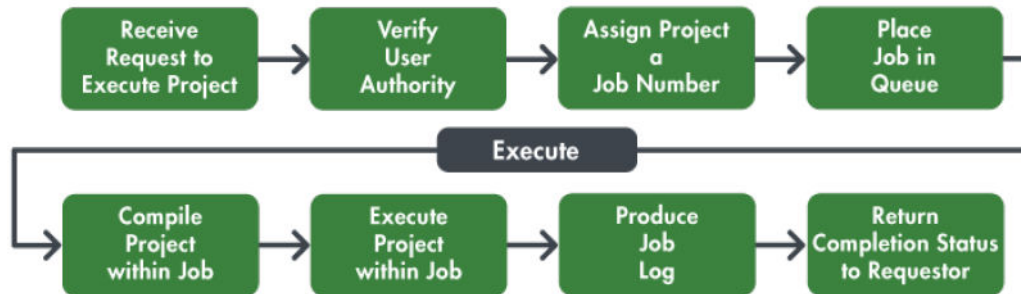 Receive
Request to
Execute Project
Verify
User
Authority
Assign Project
a
Job Number
Place
Job in
Queue
Execute
Compile
Project
within Job
Execute
Project
within Job
Produce
Job
Log
Return
Completion Status
to Requestor